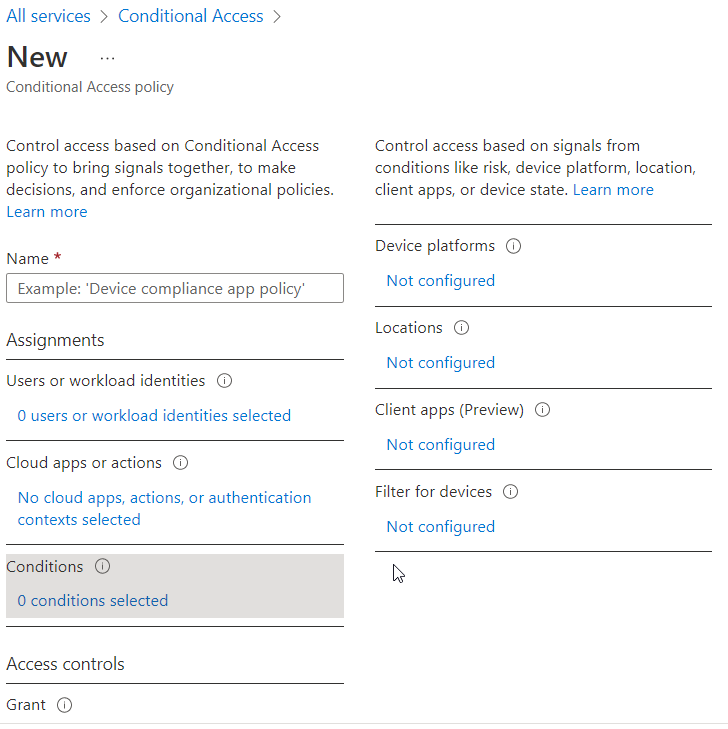 All services > Conditional Access >
New ...
Conditional Access policy
Control access based on Conditional Access
policy to bring signals together, to make
decisions, and enforce organizational policies.
Learn more
Name *
Example: 'Device compliance app policy'
Assignments
Users or workload identities
0 users or workload identities selected
Cloud apps or actions
No cloud apps, actions, or authentication
contexts selected
Conditions
0 conditions selected
Access controls
Grant
Control access based on signals from
conditions like risk, device platform, location,
client apps, or device state. Learn more
Device platforms
Not configured
Locations
Not configured
Client apps (Preview)
Not configured
Filter for devices
Not configured